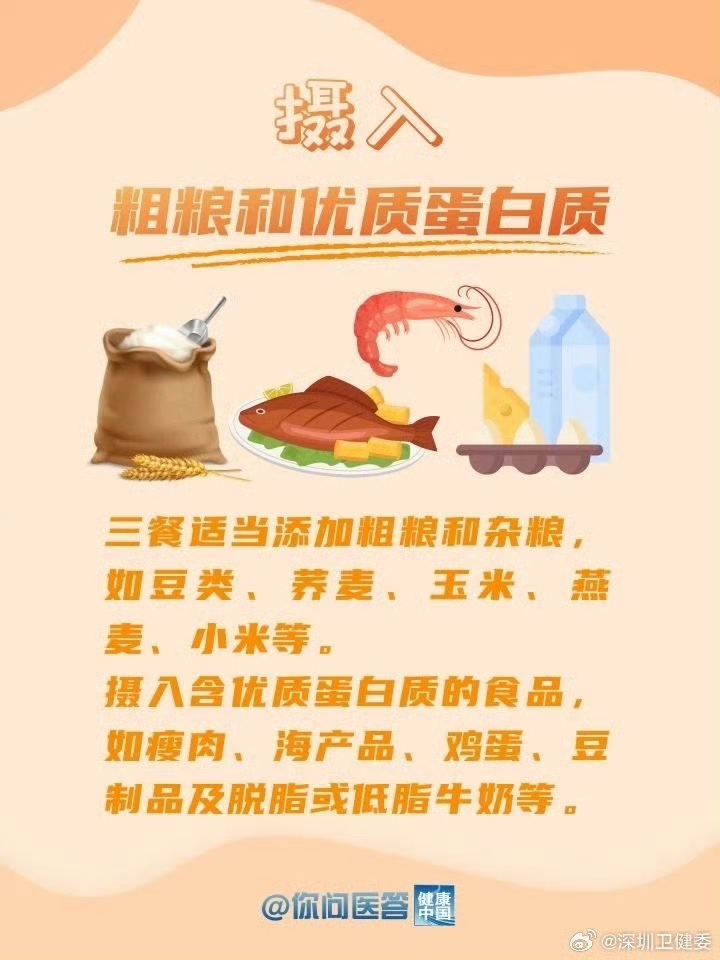 摄入
粗粮和优质蛋白质
三餐适当添加粗粮和杂粮，
如豆类、荞麦、玉米、燕
麦、小米等。
摄入含优质蛋白质的食品，
如瘦肉、海产品、鸡蛋、豆
制品及脱脂或低脂牛奶等。
@你问医答
健康
中国
@深圳卫健委